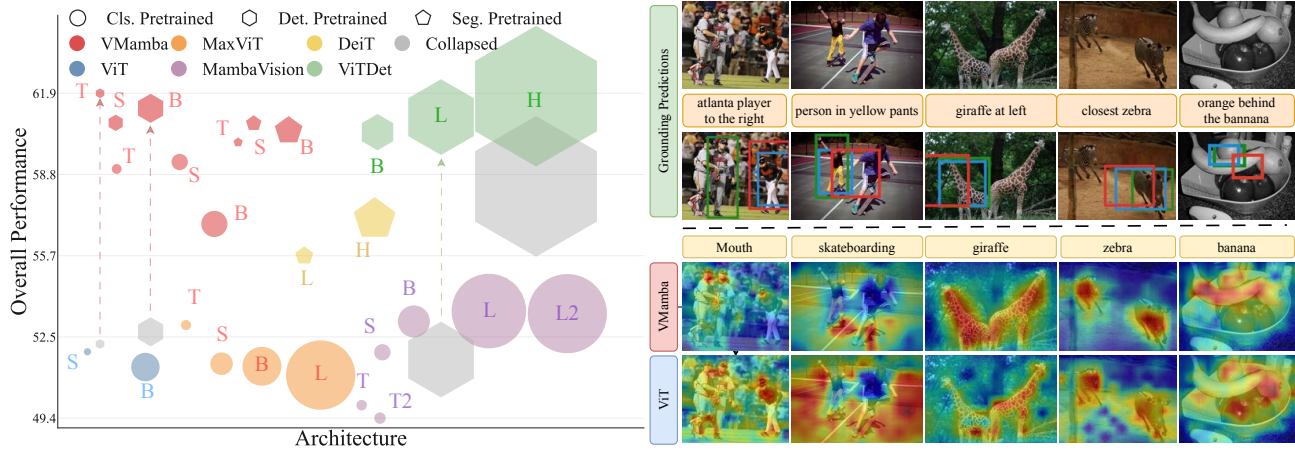 Cls. Pretrained Det. Pretrained Seg. Pretrained
VMamba MaxViT DeiT Collapsed
ViT MambaVision ViTDet
Overall Performance
61.9
58.8
55.7
52.5
49.4
T
S
B
T
S
B
T
S
B
B
L
H
H
L
S
B
T
S
B
L
B
S
T
T2
L
L2
Architecture
Grounding Predictions
atlanta player
to the right
person in yellow pants
giraffe at left
closest zebra
orange behind
the bannana
Mouth
skateboarding
giraffe
zebra
banana
VMamba
ViT